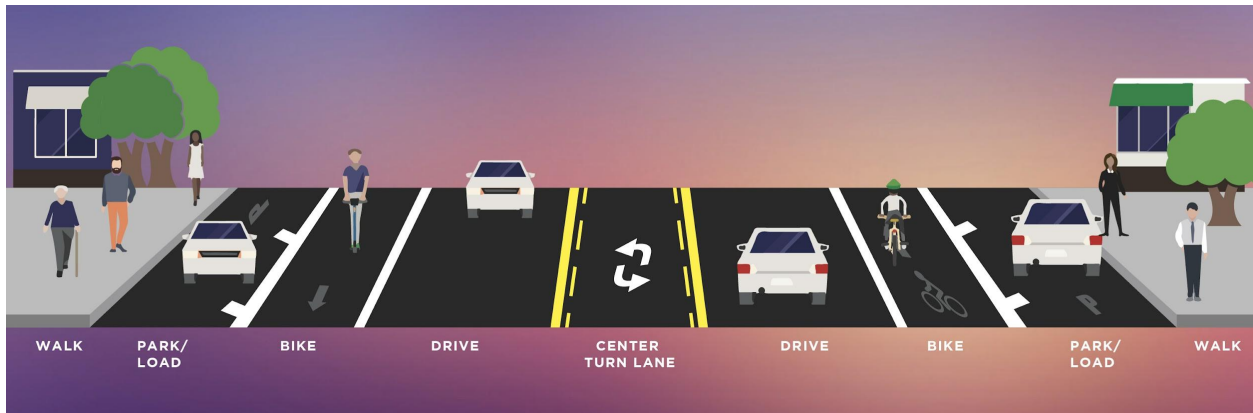 P
P
WALK
PARK/
LOAD
BIKE
DRIVE
CENTER
TURN LANE
DRIVE
BIKE
PARK/
LOAD
WALK